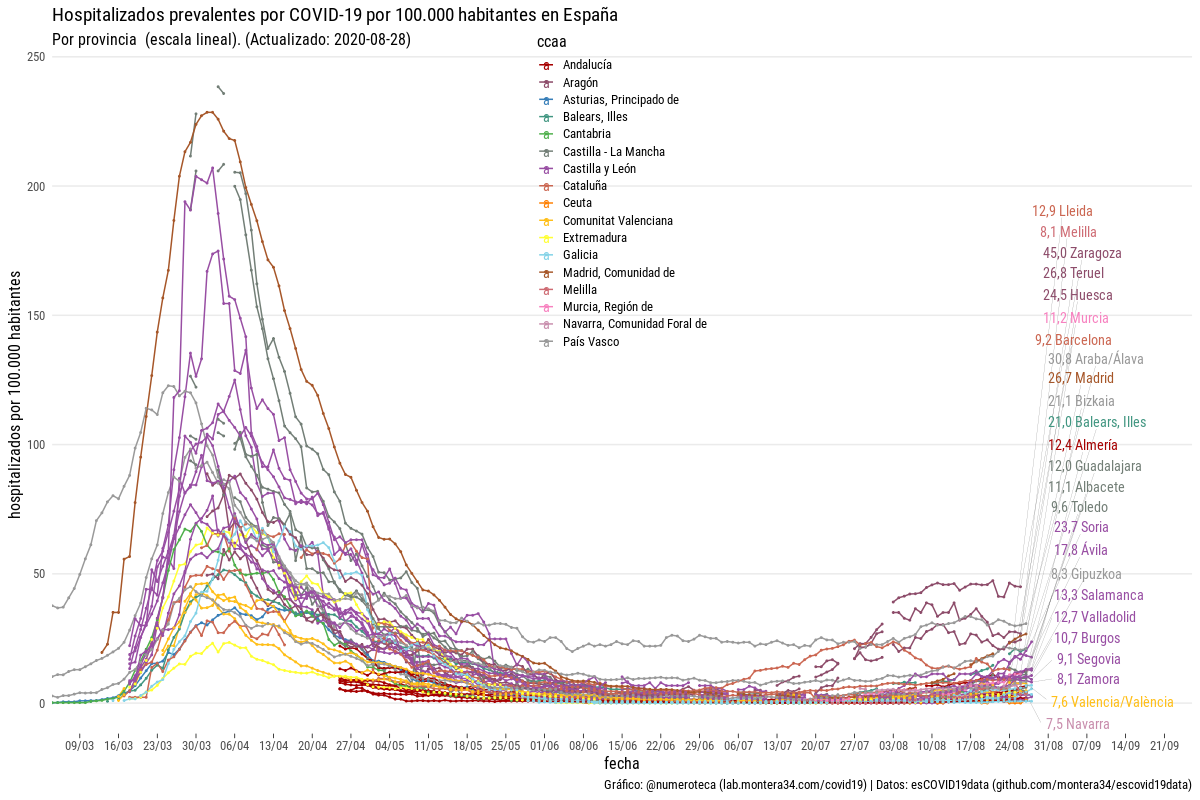 Hospitalizados prevalentes por COVID-19 por 100.000 habitantes en España
Por provincia  (escala lineal). (Actualizado: 2020-08-28)
ccaa
Andalucía
Aragón
Asturias, Principado de
Balears, Illes
Cantabria
Castilla - La Mancha
Castilla y León
Cataluña
Ceuta
Comunitat Valenciana
Extremadura
Galicia
Madrid, Comunidad de
Melilla
Murcia, Región de
Navarra, Comunidad Foral de
País Vasco
hospitalizados por 100.000 habitantes
250
200
150
100
50
0
12,9 Lleida
8,1 Melilla
45,0 Zaragoza
26,8 Teruel
24,5 Huesca
11,2 Murcia
9,2 Barcelona
30,8 Araba/Álava
26,7 Madrid
21,1 Bizkaia
21,0 Balears, Illes
12,4 Almería
12,0 Guadalajara
11,1 Albacete
9,6 Toledo
23,7 Soria
17,8 Ávila
8,3 Gipuzkoa
13,3 Salamanca
12,7 Valladolid
10,7 Burgos
9,1 Segovia
8,1 Zamora
7,6 Valencia/València
7,5 Navarra
09/03 16/03 23/03 30/03 06/04 13/04 20/04 27/04 4/05 11/05 18/05 25/05 01/06 08/06 15/06 22/06 29/06 06/07 13/07 20/07 27/07 03/08 10/08 17/08 24/08 31/08 07/09 14/09 21/09
fecha
Gráfico: @numeroteca (lab.montera34.com/covid19) | Datos: esCOVID19data (github.com/montera34/escovid19data)